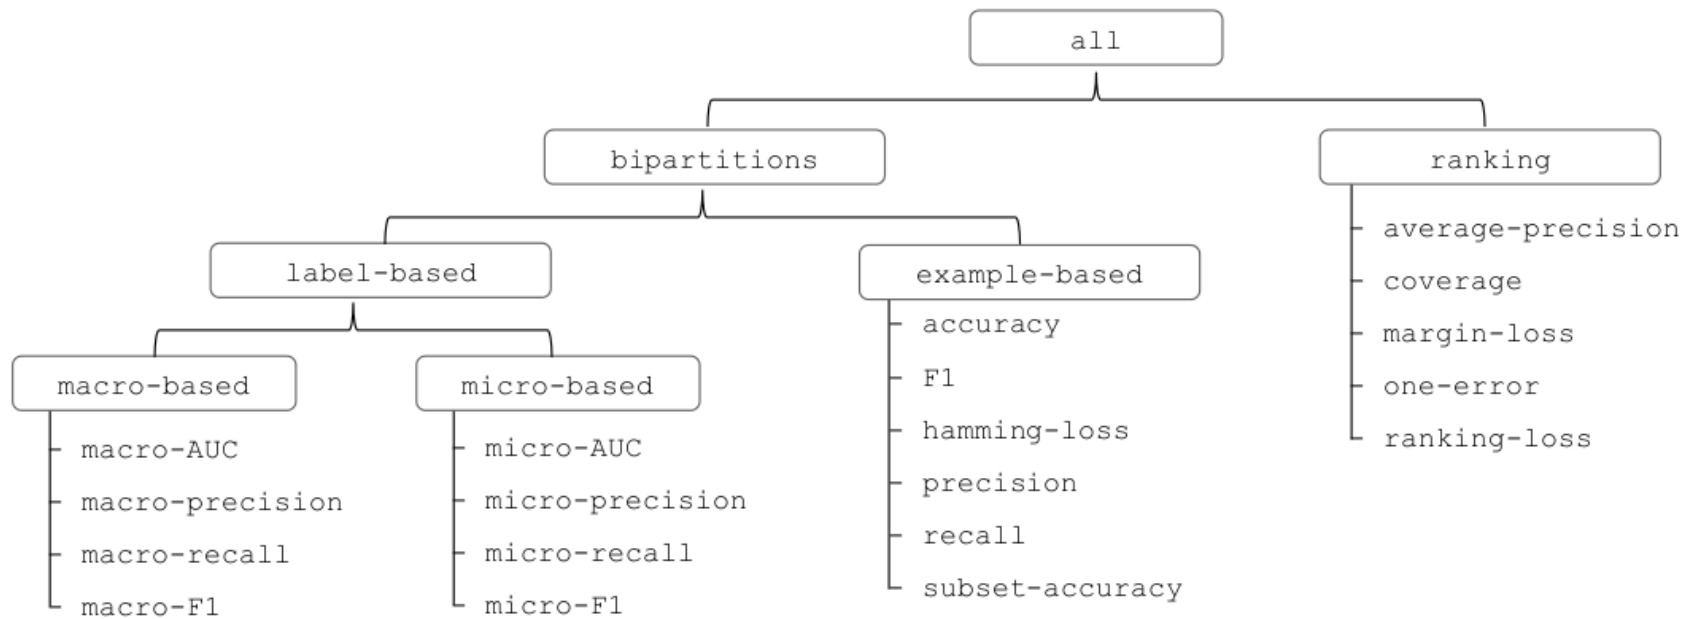 all
bipartitions
ranking
label-based
example-based
macro-based
micro-based
macro-AUC
macro-precision
macro-recall
macro-F1
micro-AUC
micro-precision
micro-recall
micro-F1
accuracy
F1
hamming-loss
precision
recall
subset-accuracy
average-precision
coverage
margin-loss
one-error
ranking-loss